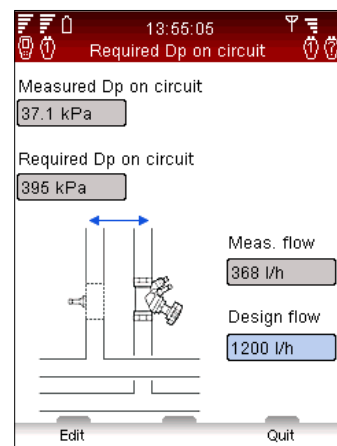 13:55:05
Required Dp on circuit
Measured Dp on circuit
37.1 kPa
Required Dp on circuit
395 kPa
Meas. flow
368 l/h
Design flow
1200 l/h
Edit
Quit